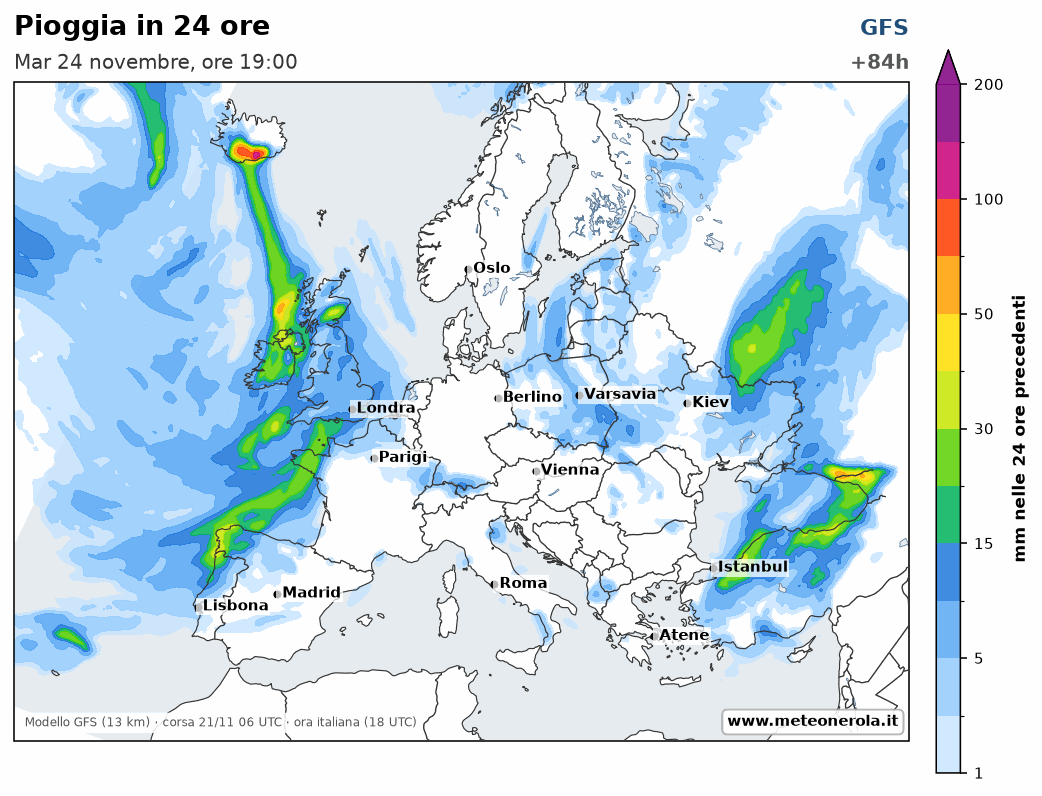 Pioggia in 24 ore
GFS
Mar 24 novembre, ore 19:00
+84h
200
100
50
30
15
5
1
mm nelle 24 ore precedenti
Oslo
Berlino
Varsavia
Kiev
Londra
Parigi
Vienna
Istanbul
Madrid
Roma
Lisbona
Atene
Modello GFS (13 km) · corsa 21/11 06 UTC · ora italiana (18 UTC)
www.meteonerola.it